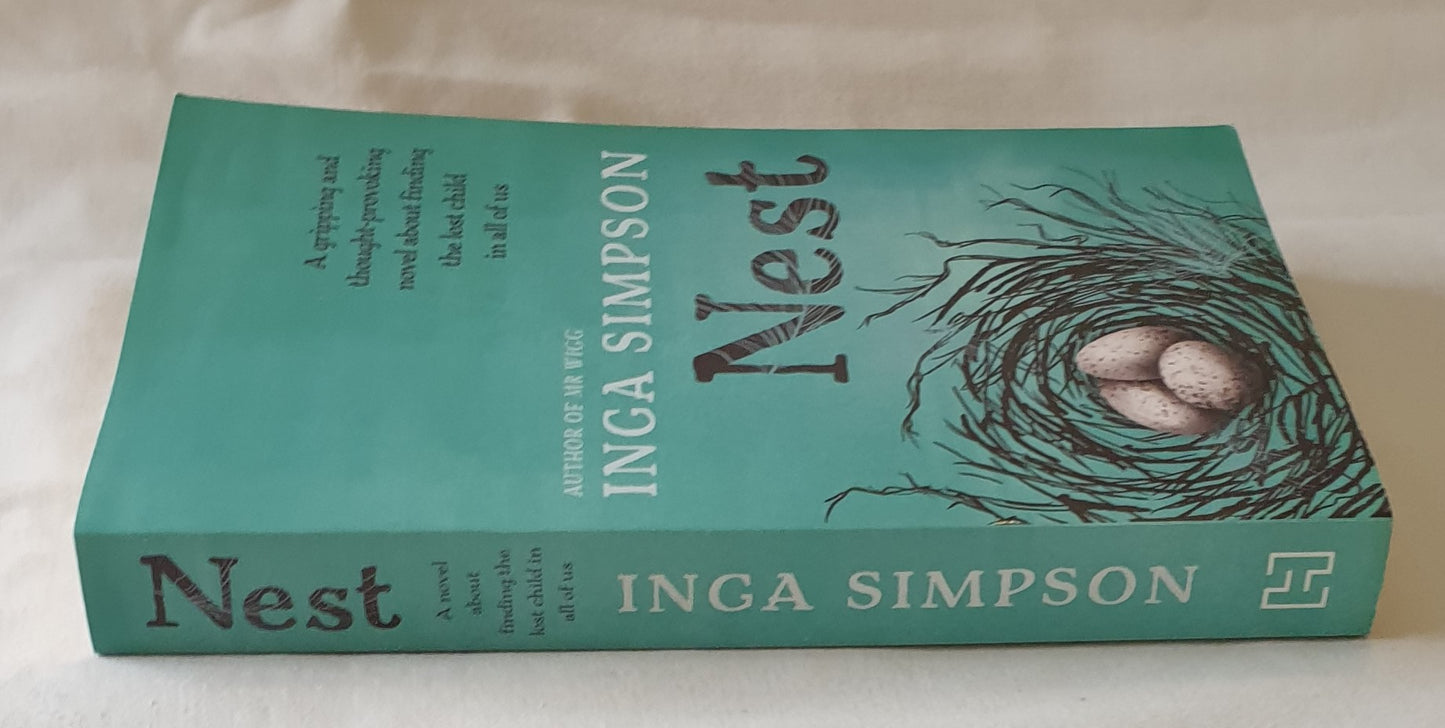 A gripping and
thought-provoking
novel about finding
the lost child
in all of us
AUTHOR OF MR WIGG
INGA SIMPSON
Nest
Nest
A novel
about
finding the
lost child in
all of us
INGA SIMPSON